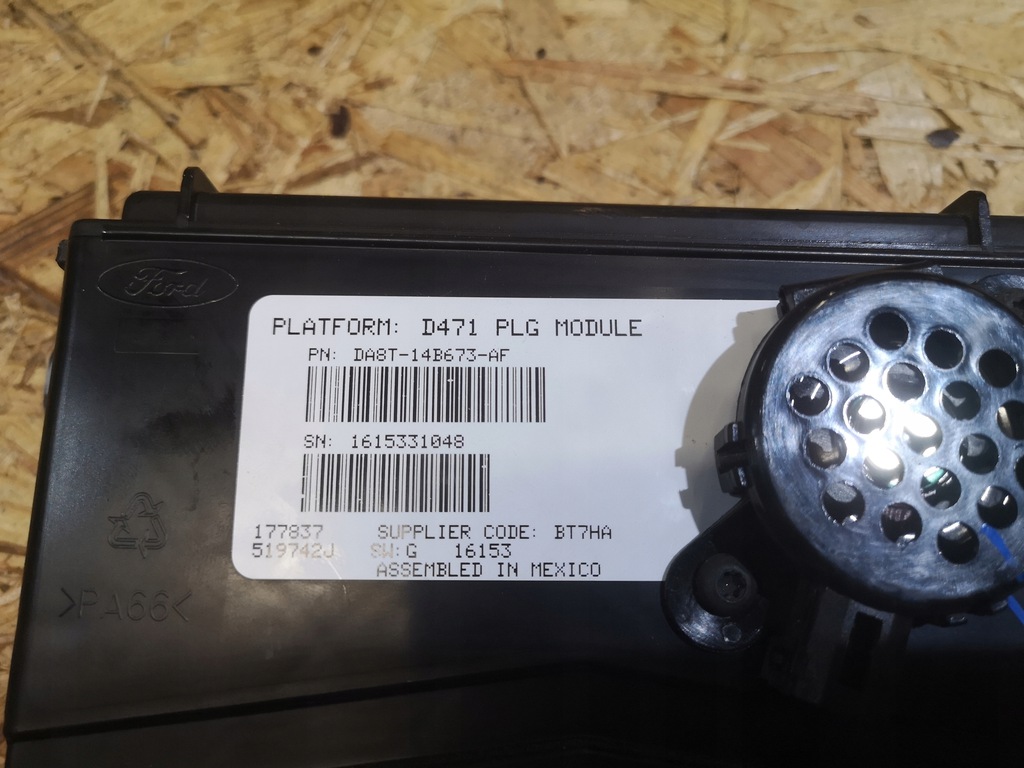 Ford
PLATFORM: D471 PLG MODULE
PN: DA8T-14B673-AF
SN: 1615331048
177837 SUPPLIER CODE: BT7HA
519742J SW:G 16153
ASSEMBLED IN MEXICO
>PA66<